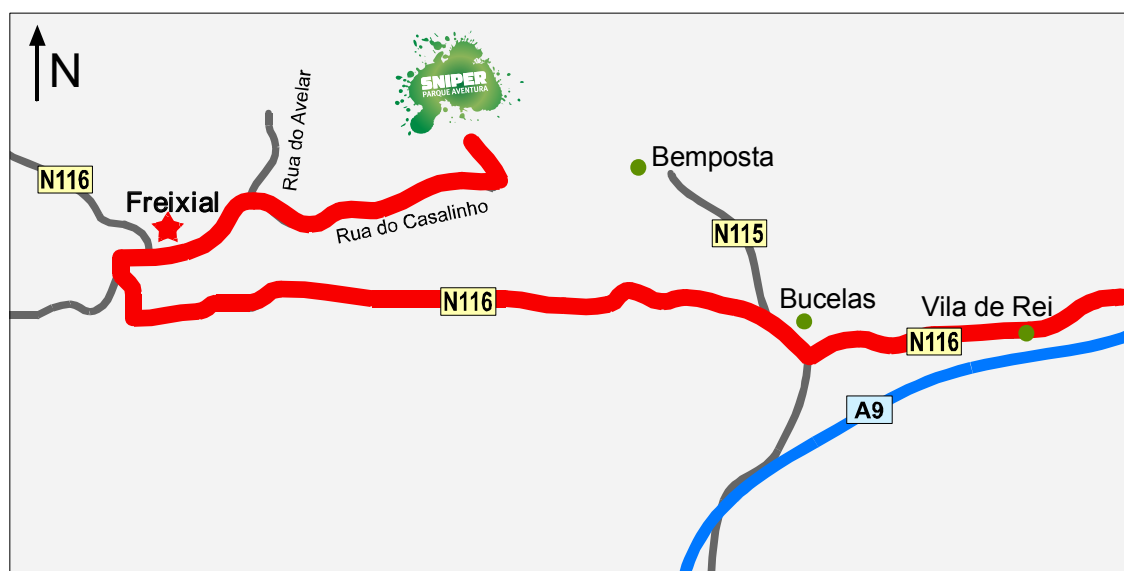 N
SNIPER
PARQUE AVENTURA
Rua do Avelar
Bemposta
N116
Freixial
Rua do Casalinho
N115
N116
Bucelas
Vila de Rei
N116
A9